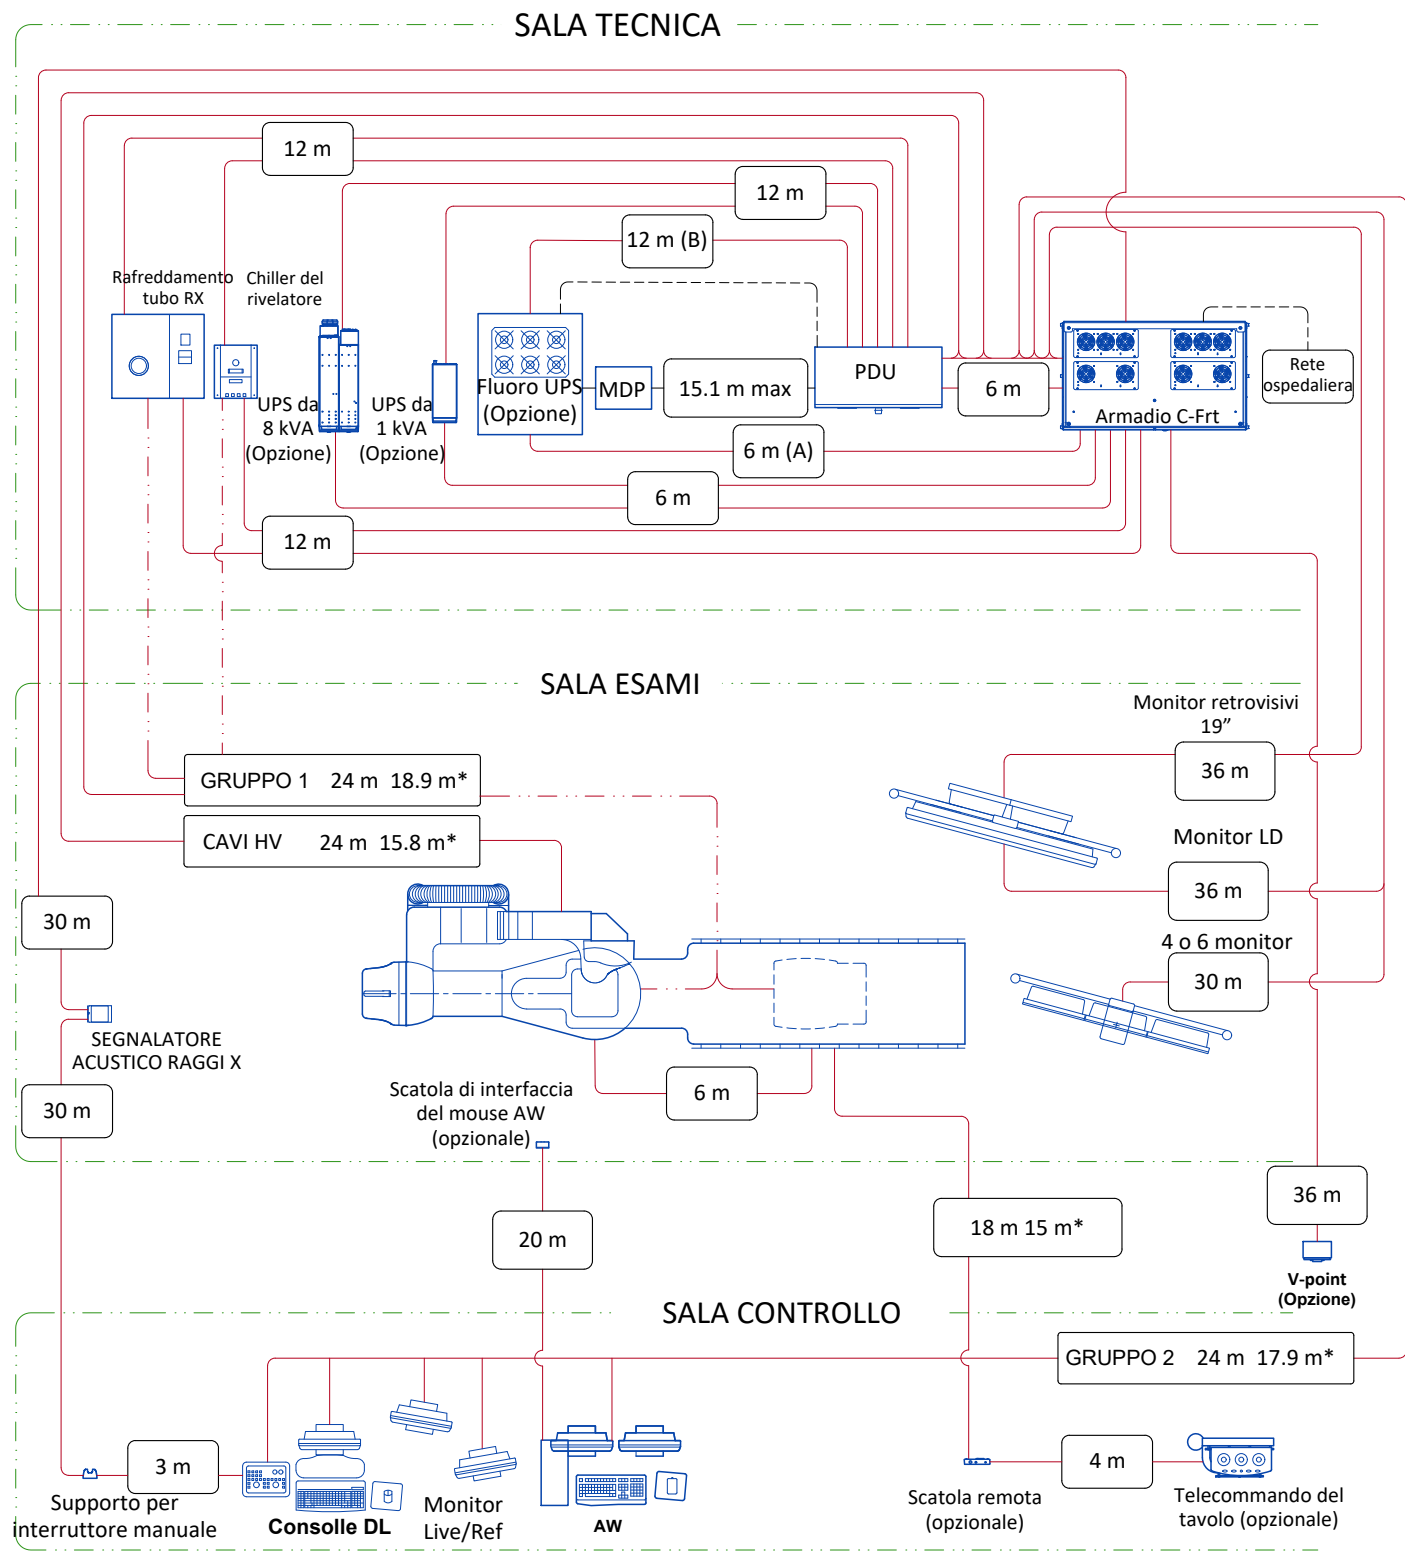 SALA TECNICA
12 m
12 m
12 m (B)
Rafreddamento
tubo RX
Chiller del
rivelatore
Fluoro UPS
(Opzione)
MDP
15.1 m max
PDU
6 m
Armadio C-Frt
Rete
ospedaliera
UPS da
8 kVA
(Opzione)
UPS da
1 kVA
(Opzione)
6 m (A)
6 m
12 m
SALA ESAMI
Monitor retrovisivi
19”
36 m
GRUPPO 1 24 m 18.9 m*
CAVI HV 24 m 15.8 m*
Monitor LD
36 m
30 m
4 o 6 monitor
30 m
SEGNALATORE
ACUSTICO RAGGI X
30 m
Scatola di interfaccia
del mouse AW
(opzionale)
6 m
20 m
18 m 15 m*
36 m
V-point
(Opzione)
SALA CONTROLLO
GRUPPO 2 24 m 17.9 m*
3 m
4 m
Supporto per
interruttore manuale
Consolle DL
Monitor
Live/Ref
AW
Scatola remota
(opzionale)
Telecommando del
tavolo (opzionale)